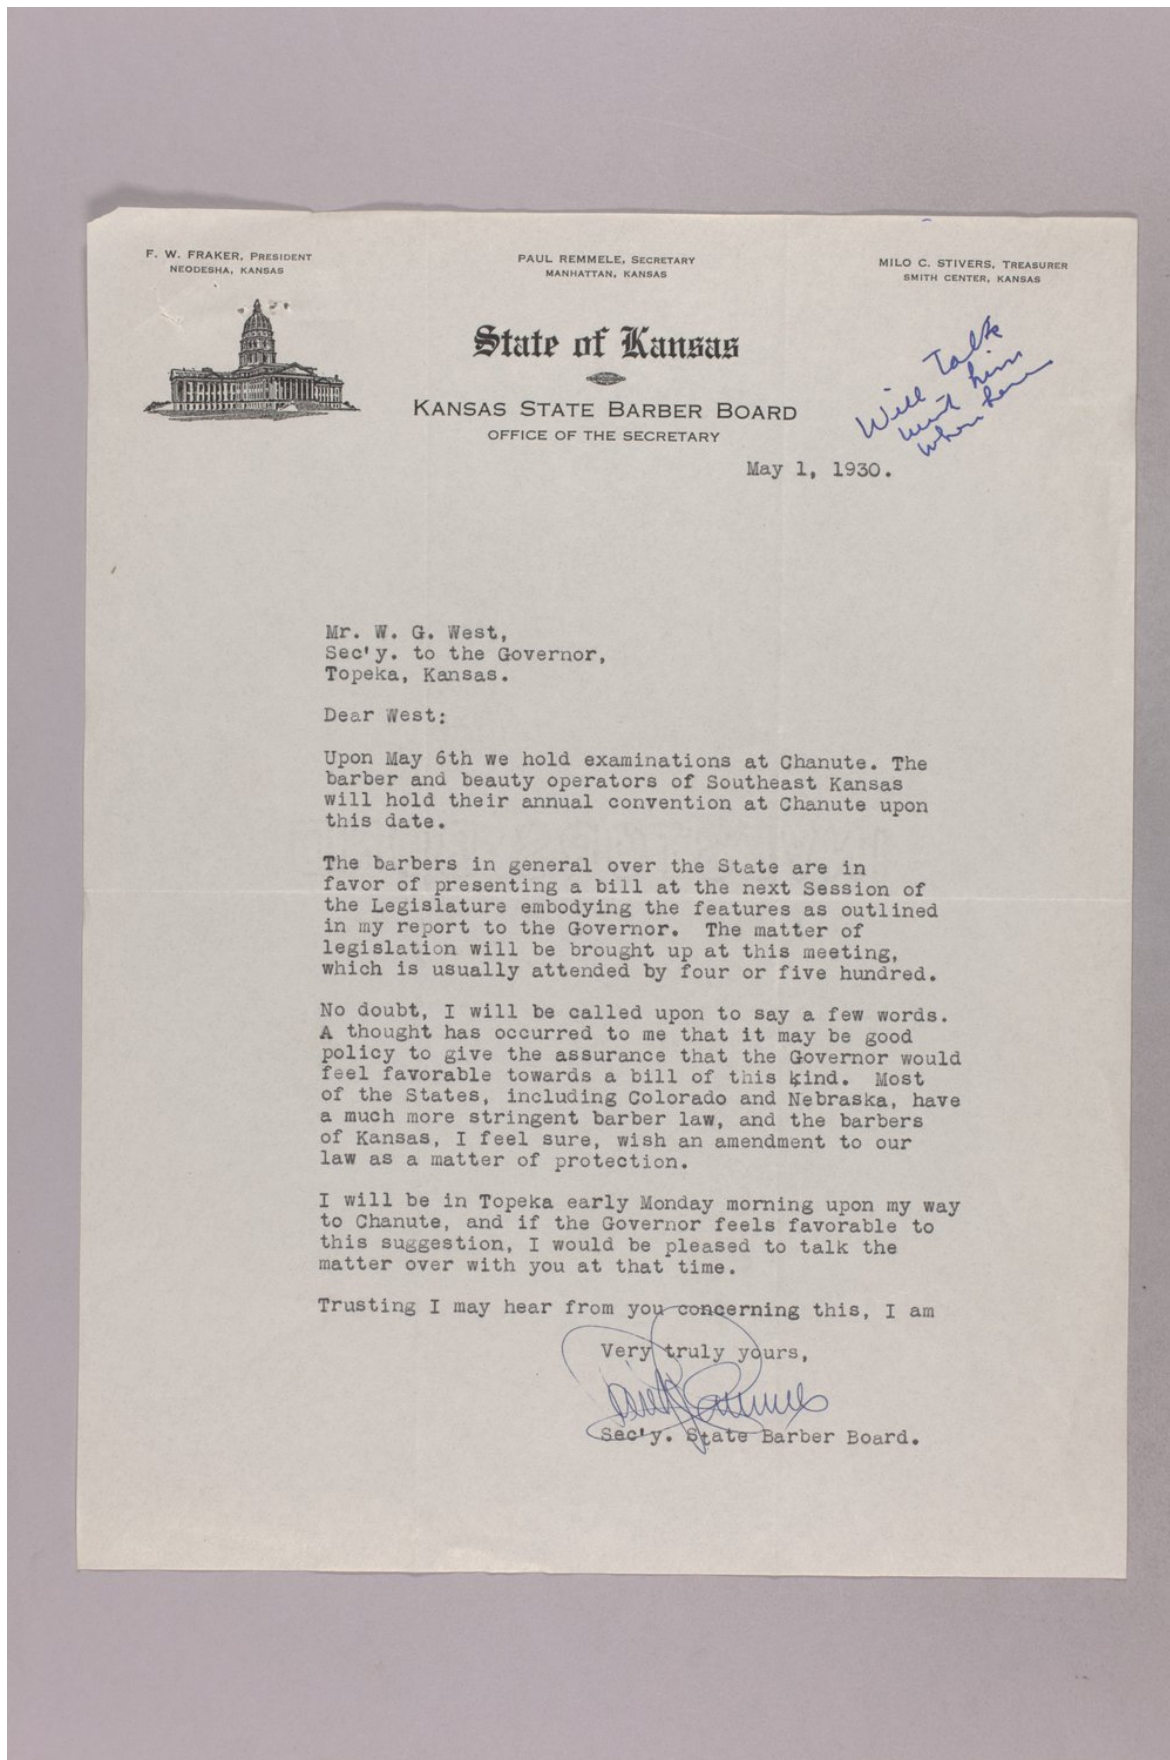 F. W. FRAKER, PRESIDENT
NEODESHA, KANSAS
PAUL REMMELE, SECRETARY
MANHATTAN, KANSAS
MILO C. STIVERS, TREASURER
SMITH CENTER, KANSAS
State of Kansas
KANSAS STATE BARBER BOARD
OFFICE OF THE SECRETARY
Will Talk
with him
when here
May 1, 1930.
Mr. W. G. West,
Sec'y. to the Governor,
Topeka, Kansas.
Dear West:
Upon May 6th we hold examinations at Chanute. The
barber and beauty operators of Southeast Kansas
will hold their annual convention at Chanute upon
this date.
The barbers in general over the State are in
favor of presenting a bill at the next Session of
the Legislature embodying the features as outlined
in my report to the Governor. The matter of
legislation will be brought up at this meeting,
which is usually attended by four or five hundred.
No doubt, I will be called upon to say a few words.
A thought has occurred to me that it may be good
policy to give the assurance that the Governor would
feel favorable towards a bill of this kind. Most
of the States, including Colorado and Nebraska, have
a much more stringent barber law, and the barbers
of Kansas, I feel sure, wish an amendment to our
law as a matter of protection.
I will be in Topeka early Monday morning upon my way
to Chanute, and if the Governor feels favorable to
this suggestion, I would be pleased to talk the
matter over with you at that time.
Trusting I may hear from you concerning this, I am
Very truly yours,
Paul Remmele
Sec'y. State Barber Board.